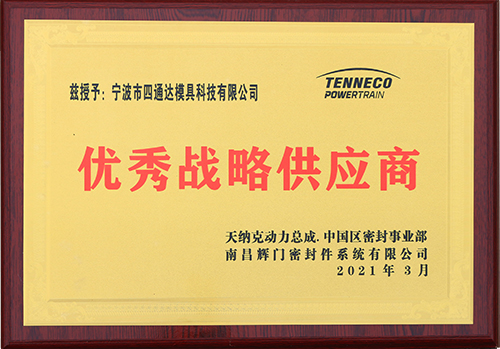 兹授予：宁波市四通达模具科技有限公司
TENNECO
POWERTRAIN
优秀战略供应商
天纳克动力总成.中国区密封事业部
南昌辉门密封件系统有限公司
2021年3月